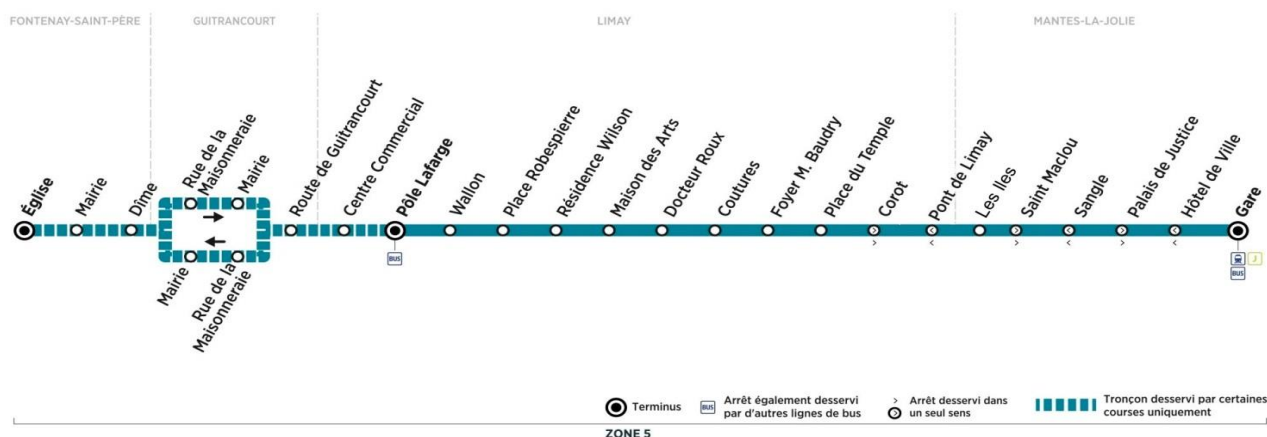 FONTENAY-SAINT-PÈRE
GUITRANCOURT
LIMAY
MANTES-LA-JOLIE
Église
Mairie
Dîme
Rue de la
Maisonneraie
Mairie
Mairie
Rue de la
Maisonneraie
Route de Guitrancourt
Centre Commercial
Pôle Lafarge
BUS
Wallon
Place Robespierre
Résidence Wilson
Maison des Arts
Docteur Roux
Coutures
Foyer M. Baudry
Place du Temple
Corot
Pont de Limay
Les Iles
Saint Maclou
Sangle
Palais de Justice
Hôtel de Ville
Gare
J
BUS
Terminus
BUS
Arrêt également desservi
par d'autres lignes de bus
Arrêt desservi dans
un seul sens
Tronçon desservi par certaines
courses uniquement
ZONE 5